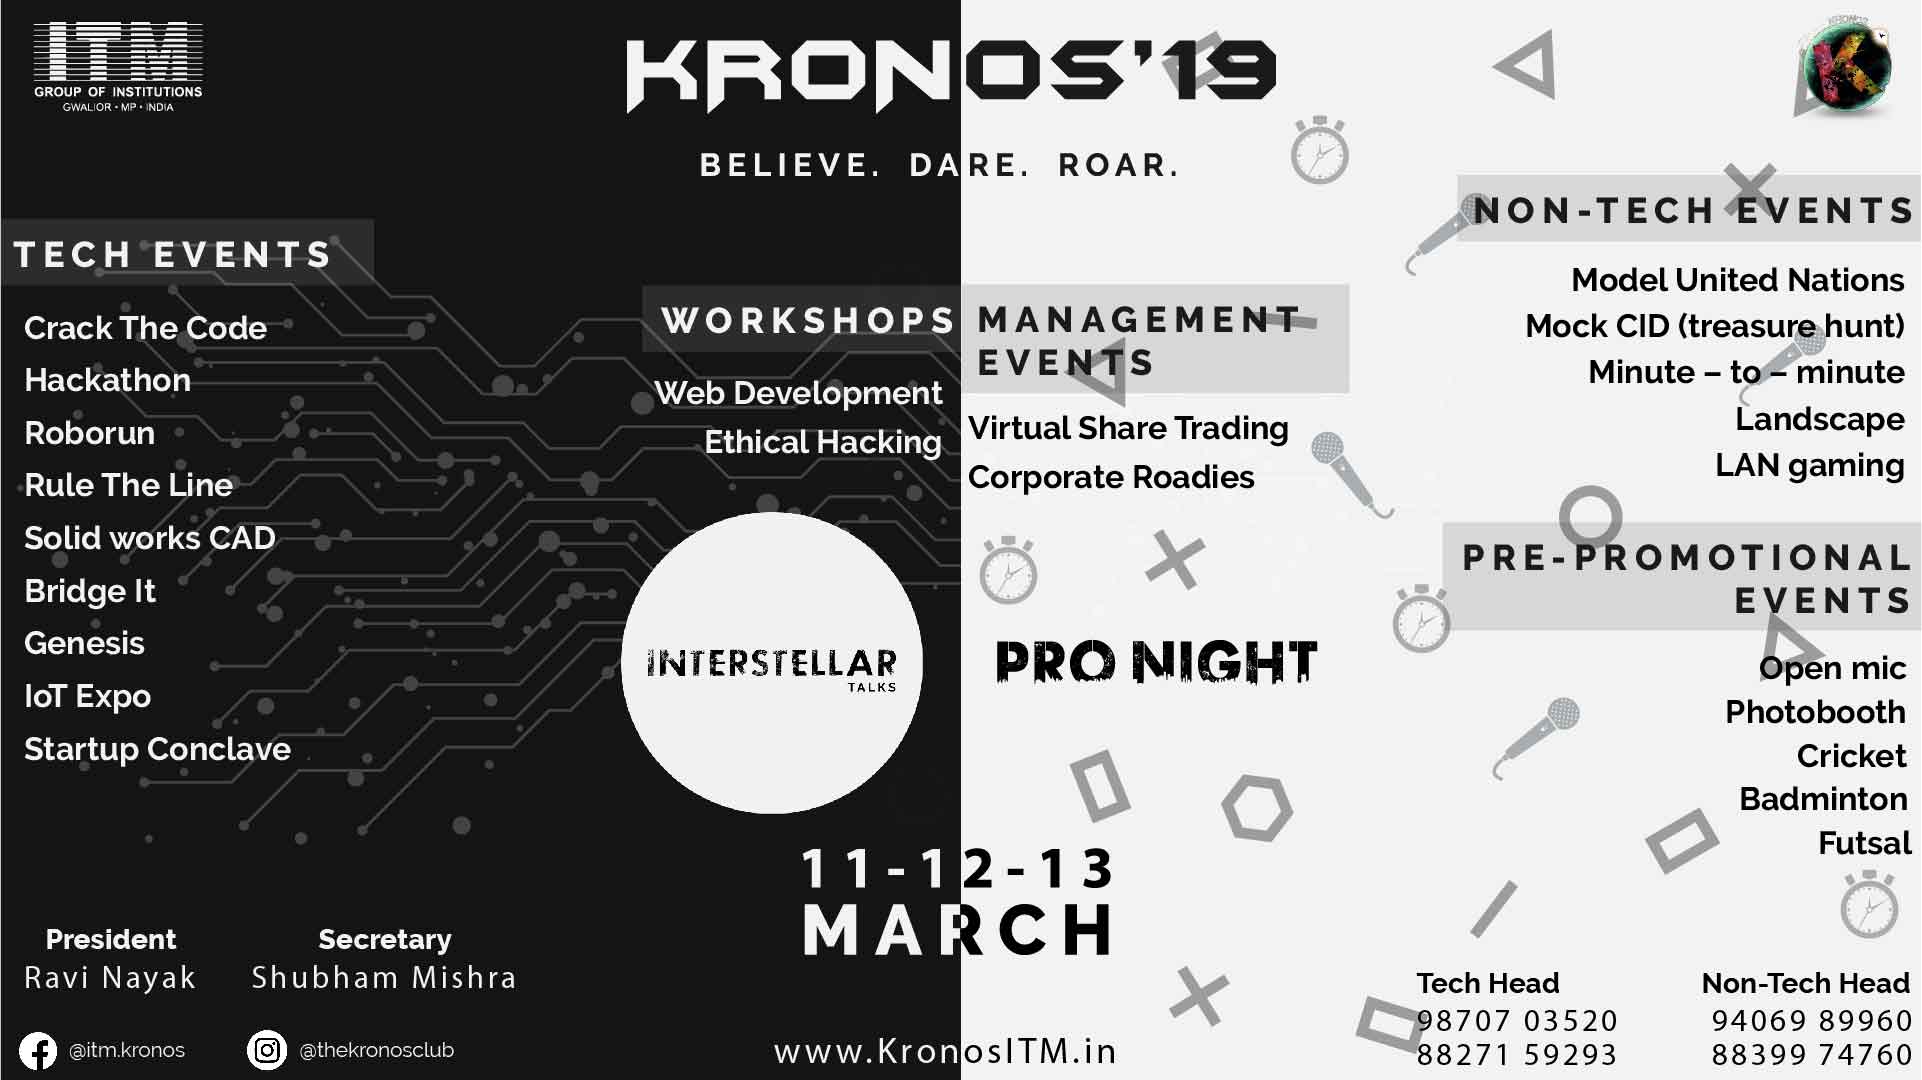 ITM
GROUP OF INSTITUTIONS
GWALIOR • MP • INDIA
KRONOS'19
BELIEVE. DARE. ROAR.
KRONOS
K
TECH EVENTS
Crack The Code
Hackathon
Roborun
Rule The Line
Solid works CAD
Bridge It
Genesis
IoT Expo
Startup Conclave
WORKSHOPS
Web Development
Ethical Hacking
MANAGEMENT
EVENTS
Virtual Share Trading
Corporate Roadies
NON-TECH EVENTS
Model United Nations
Mock CID (treasure hunt)
Minute – to – minute
Landscape
LAN gaming
PRE-PROMOTIONAL
EVENTS
Open mic
Photobooth
Cricket
Badminton
Futsal
INTERSTELLAR
TALKS
PRO NIGHT
11-12-13
MARCH
President
Ravi Nayak
Secretary
Shubham Mishra
@itm.kronos
@thekronosclub
www.KronosITM.in
Tech Head
98707 03520
88271 59293
Non-Tech Head
94069 89960
88399 74760